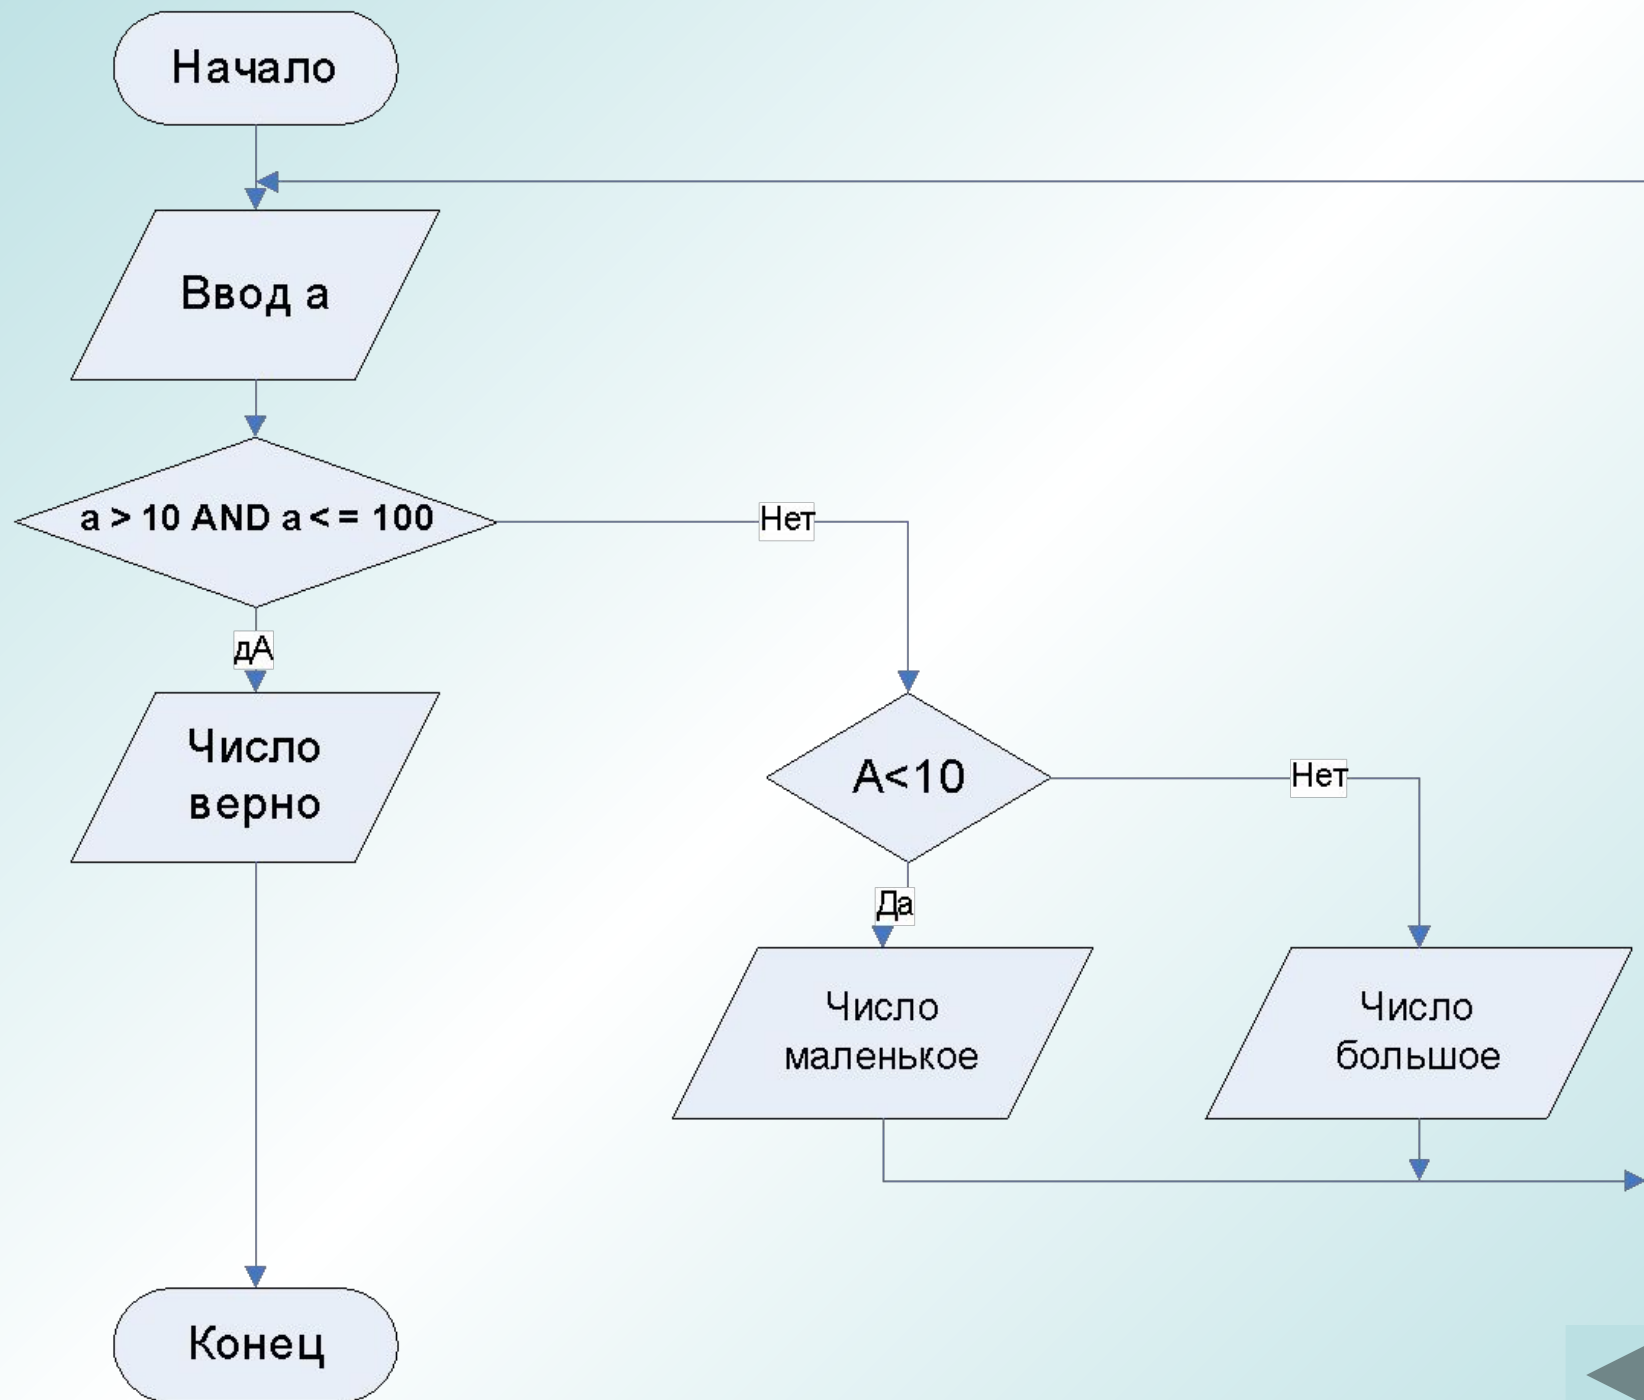 Начало
Ввод а
a > 10 AND a < = 100
Нет
дА
Число
верно
А<10
Нет
Да
Число
маленькое
Число
большое
Конец